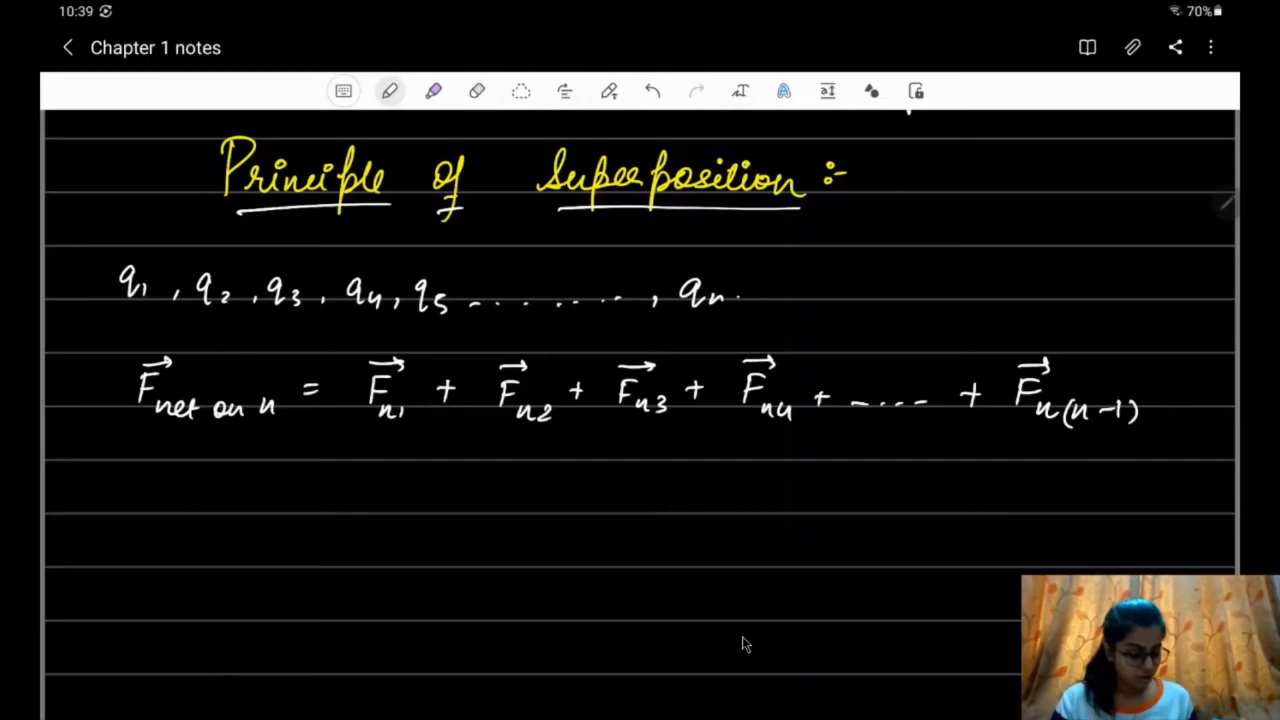 10:39 70%
Chapter 1 notes
Principle of Superposition :-
q1 , q2 , q3 , q4 , q5 - . . . . . . . , qn .
F⃗net on n = F⃗n1 + F⃗n2 + F⃗n3 + F⃗n4 + - . . . - + F⃗n(n-1)